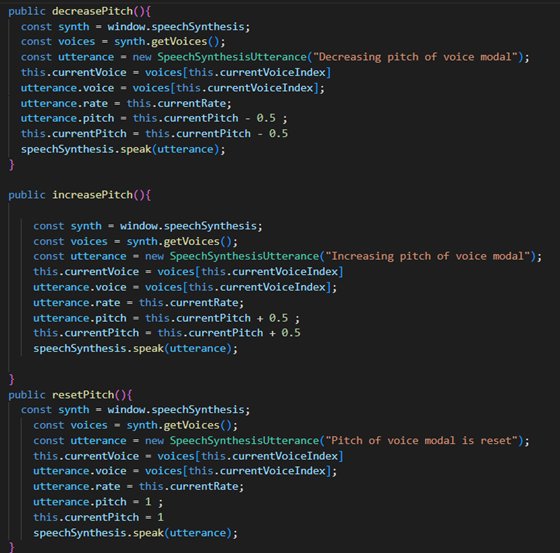 public decreasePitch(){
const synth = window.speechSynthesis;
const voices = synth.getVoices();
const utterance = new SpeechSynthesisUtterance("Decreasing pitch of voice modal");
this.currentVoice = voices[this.currentVoiceIndex]
utterance.voice = voices[this.currentVoiceIndex];
utterance.rate = this.currentRate;
utterance.pitch = this.currentPitch - 0.5 ;
this.currentPitch = this.currentPitch - 0.5
speechSynthesis.speak(utterance);
}
public increasePitch(){
const synth = window.speechSynthesis;
const voices = synth.getVoices();
const utterance = new SpeechSynthesisUtterance("Increasing pitch of voice modal");
this.currentVoice = voices[this.currentVoiceIndex]
utterance.voice = voices[this.currentVoiceIndex];
utterance.rate = this.currentRate;
utterance.pitch = this.currentPitch + 0.5 ;
this.currentPitch = this.currentPitch + 0.5
speechSynthesis.speak(utterance);
}
public resetPitch(){
const synth = window.speechSynthesis;
const voices = synth.getVoices();
const utterance = new SpeechSynthesisUtterance("Pitch of voice modal is reset");
this.currentVoice = voices[this.currentVoiceIndex]
utterance.voice = voices[this.currentVoiceIndex];
utterance.rate = this.currentRate;
utterance.pitch = 1 ;
this.currentPitch = 1
speechSynthesis.speak(utterance);
}